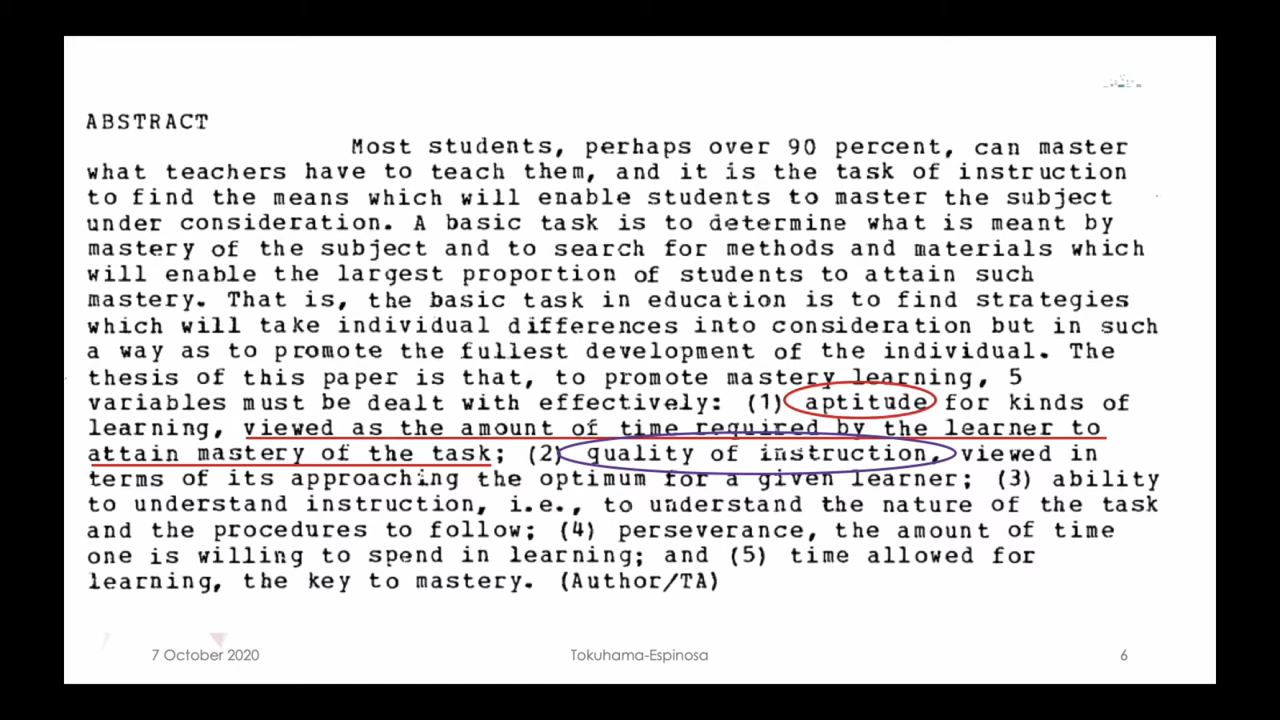 ABSTRACT
Most students, perhaps over 90 percent, can master
what teachers have to teach them, and it is the task of instruction
to find the means which will enable students to master the subject
under consideration. A basic task is to determine what is meant by
mastery of the subject and to search for methods and materials which
will enable the largest proportion of students to attain such
mastery. That is, the basic task in education is to find strategies
which will take individual differences into consideration but in such
a way as to promote the fullest development of the individual. The
thesis of this paper is that, to promote mastery learning, 5
variables must be dealt with effectively: (1) aptitude for kinds of
learning, viewed as the amount of time required by the learner to
attain mastery of the task; (2) quality of instruction, viewed in
terms of its approaching the optimum for a given learner; (3) ability
to understand instruction, i.e., to understand the nature of the task
and the procedures to follow; (4) perseverance, the amount of time
one is willing to spend in learning; and (5) time allowed for
learning, the key to mastery. (Author/TA)
7 October 2020 Tokuhama-Espinosa 6